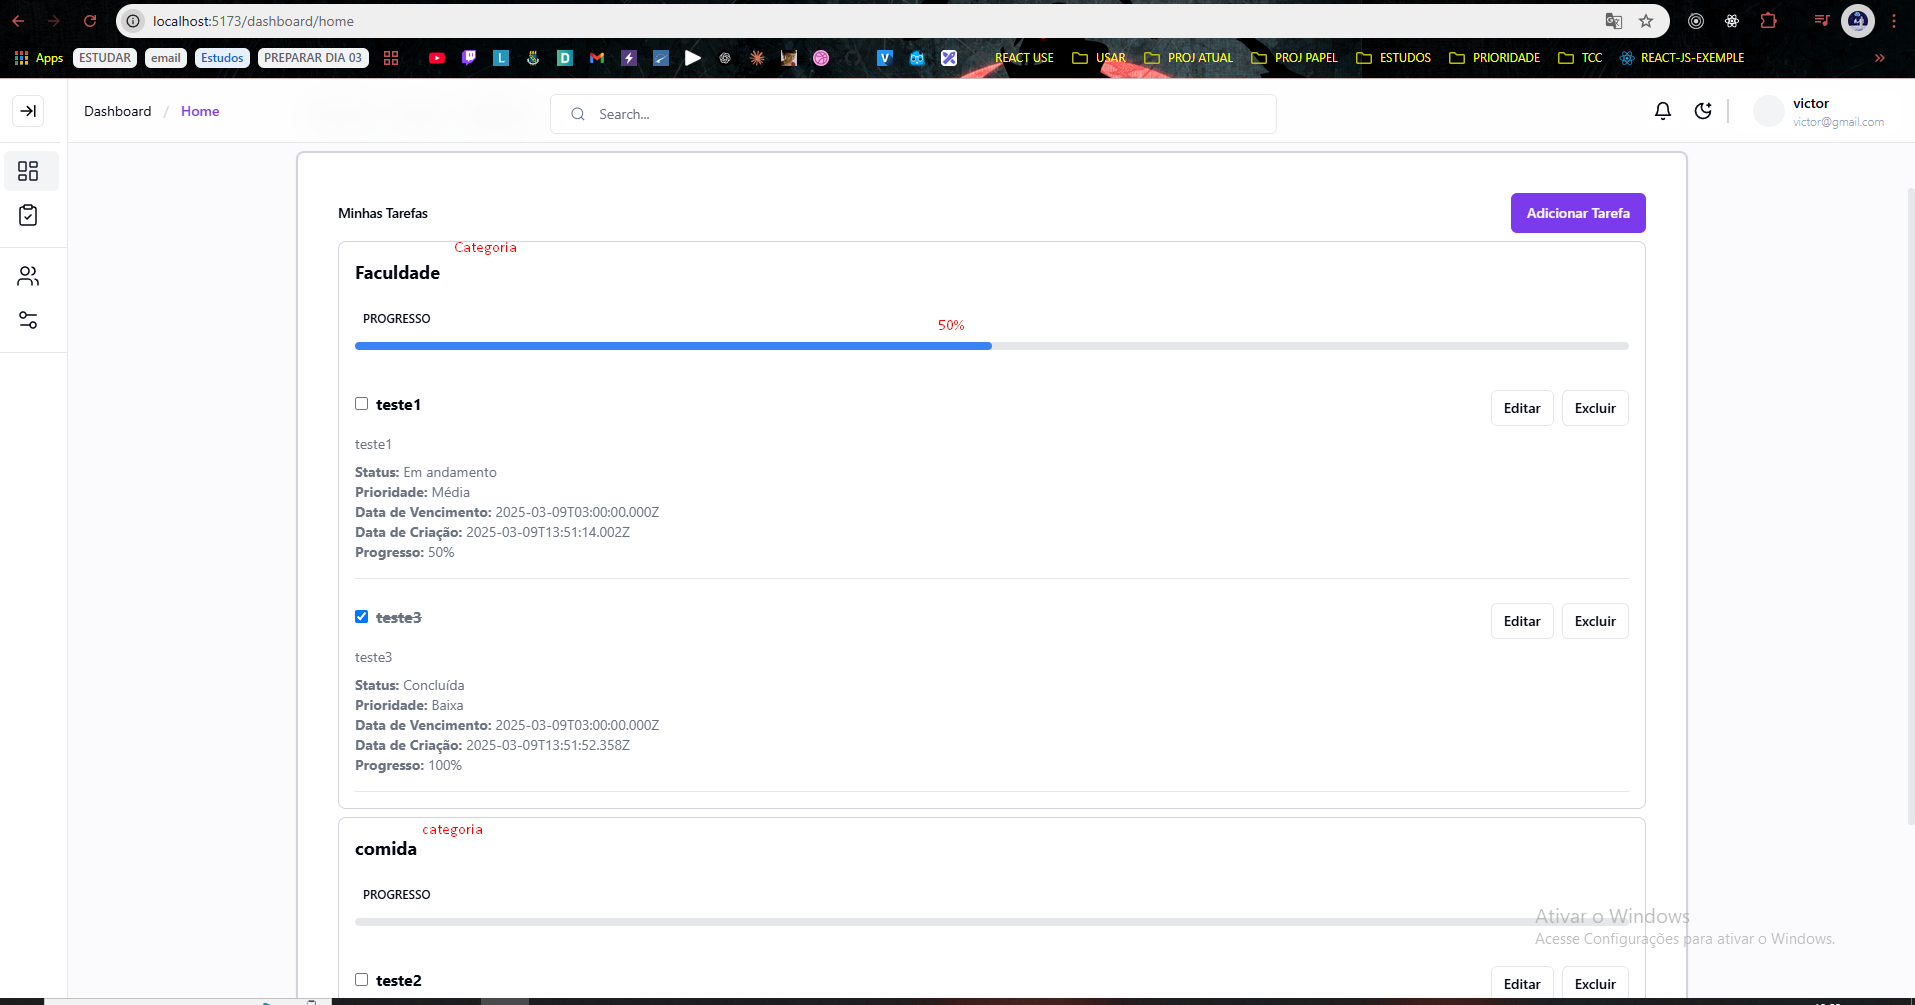 localhost:5173/dashboard/home
Apps ESTUDAR email Estudos PREPARAR DIA 03 REACT USE USAR PROJ ATUAL PROJ PAPEL ESTUDOS PRIORIDADE TCC REACT-JS-EXEMPLE
Dashboard / Home
Search...
victor
victor@gmail.com
Minhas Tarefas
Adicionar Tarefa
Categoria
Faculdade
PROGRESSO
50%
teste1
Editar Excluir
teste1
Status: Em andamento
Prioridade: Média
Data de Vencimento: 2025-03-09T03:00:00.000Z
Data de Criação: 2025-03-09T13:51:14.002Z
Progresso: 50%
teste3
Editar Excluir
teste3
Status: Concluída
Prioridade: Baixa
Data de Vencimento: 2025-03-09T03:00:00.000Z
Data de Criação: 2025-03-09T13:51:52.358Z
Progresso: 100%
categoria
comida
PROGRESSO
Ativar o Windows
Acesse Configurações para ativar o Windows.
teste2
Editar Excluir